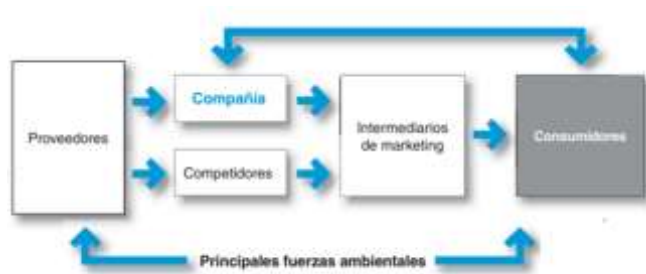 Proveedores
Compañía
Competidores
Intermediarios
de marketing
Consumidores
Principales fuerzas ambientales